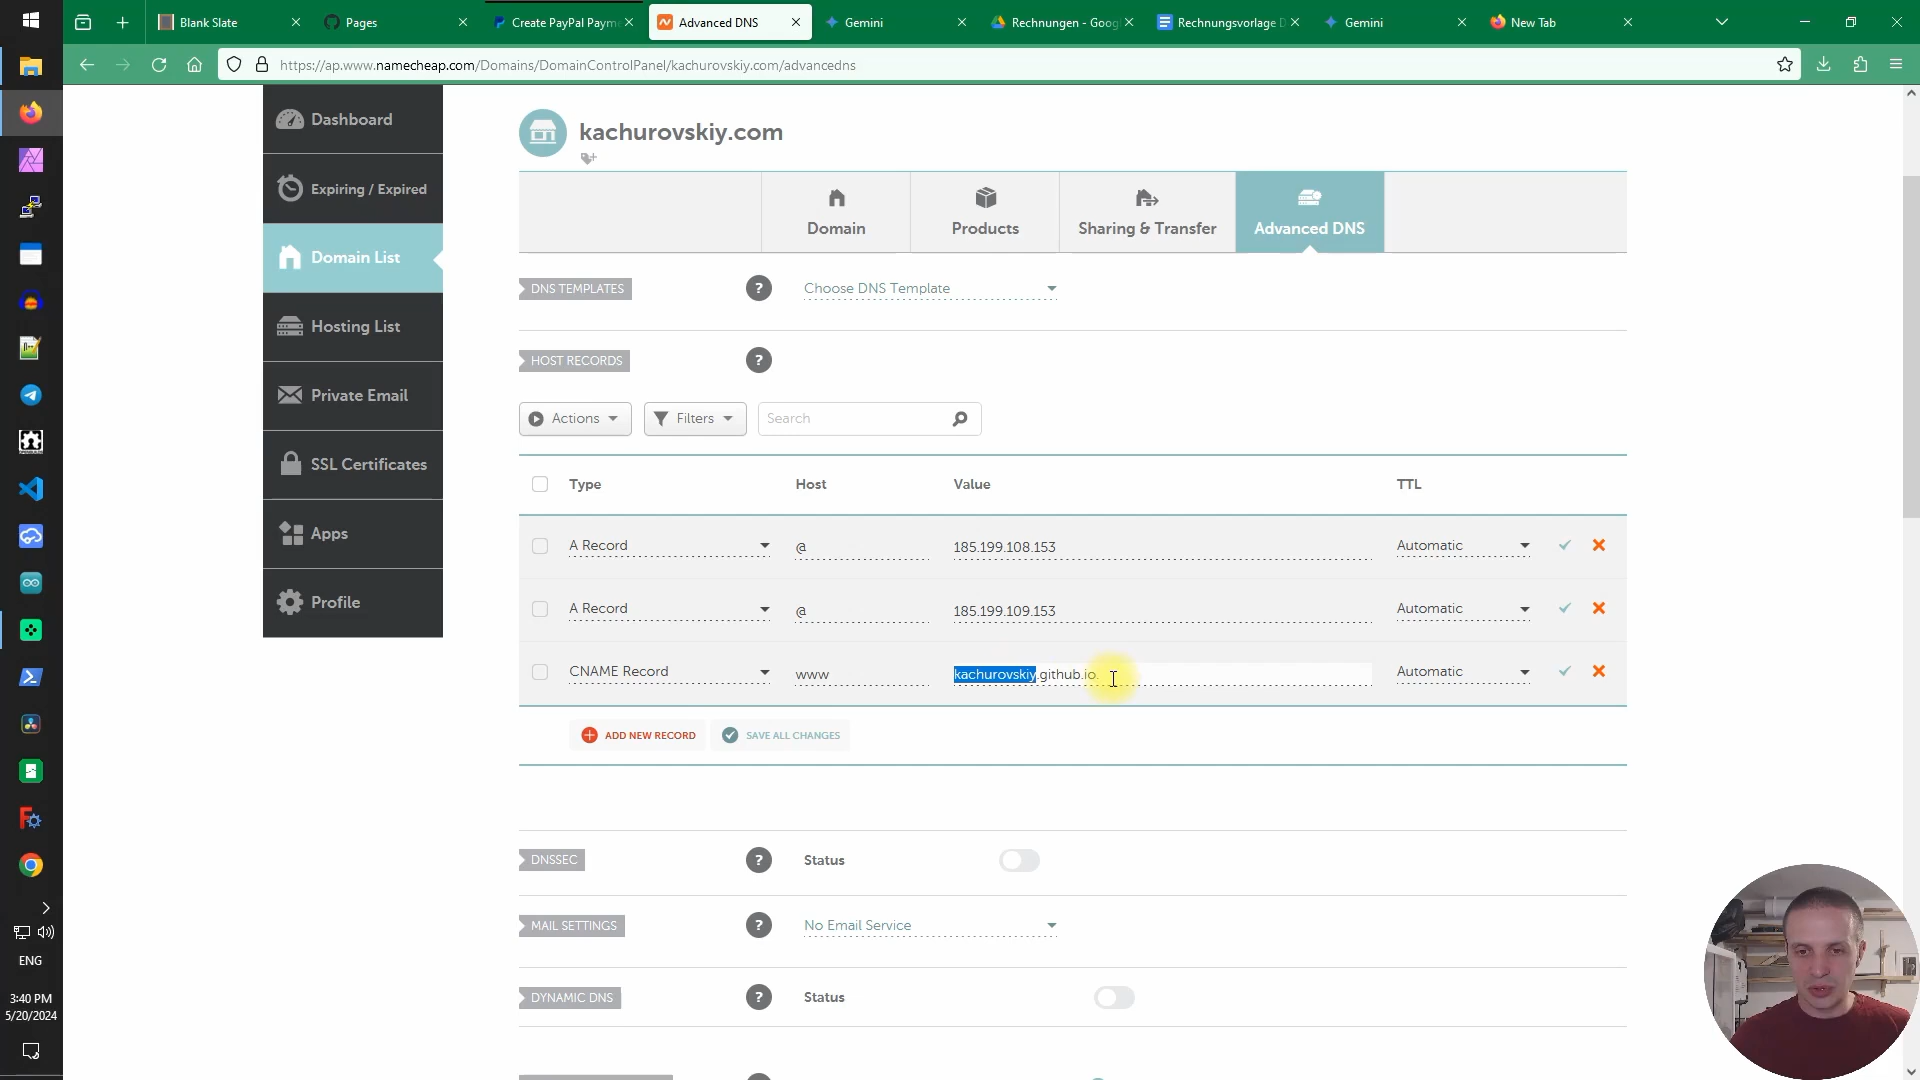 Blank Slate
Pages
Create PayPal Payme
Advanced DNS
Gemini
Rechnungen - Goog
Rechnungsvorlage D
Gemini
New Tab
https://ap.www.namecheap.com/Domains/DomainControlPanel/kachurovskiy.com/advancedns
Dashboard
Expiring / Expired
Domain List
Hosting List
Private Email
SSL Certificates
Apps
Profile
kachurovskiy.com
Domain
Products
Sharing & Transfer
Advanced DNS
DNS TEMPLATES
?
Choose DNS Template
HOST RECORDS
?
Actions
Filters
Search
Type Host Value TTL
A Record @ 185.199.108.153 Automatic
A Record @ 185.199.109.153 Automatic
CNAME Record www kachurovskiy.github.io. Automatic
ADD NEW RECORD
SAVE ALL CHANGES
DNSSEC
?
Status
MAIL SETTINGS
?
No Email Service
DYNAMIC DNS
?
Status
ENG
3:40 PM
5/20/2024